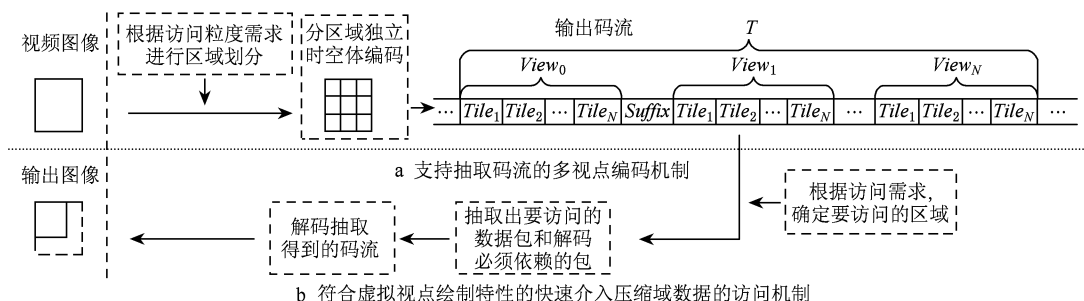 视频图像
根据访问粒度需求
进行区域划分
分区域独立
时空体编码
输出码流
T
View0
View1
ViewN
… Tile1 Tile2 … TileN Suffix Tile1 Tile2 … TileN … Tile1 Tile2 … TileN …
a 支持抽取码流的多视点编码机制
输出图像
解码抽取
得到的码流
抽取出要访问的
数据包和解码
必须依赖的包
根据访问需求,
确定要访问的区域
b 符合虚拟视点绘制特性的快速介入压缩域数据的访问机制